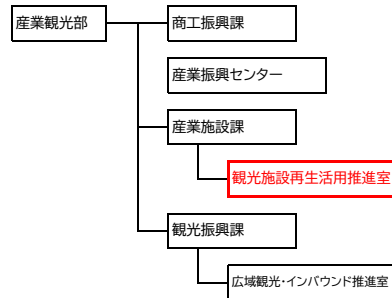 産業観光部
商工振興課
産業振興センター
産業施設課
観光施設再生活用推進室
観光振興課
広域観光・インバウンド推進室